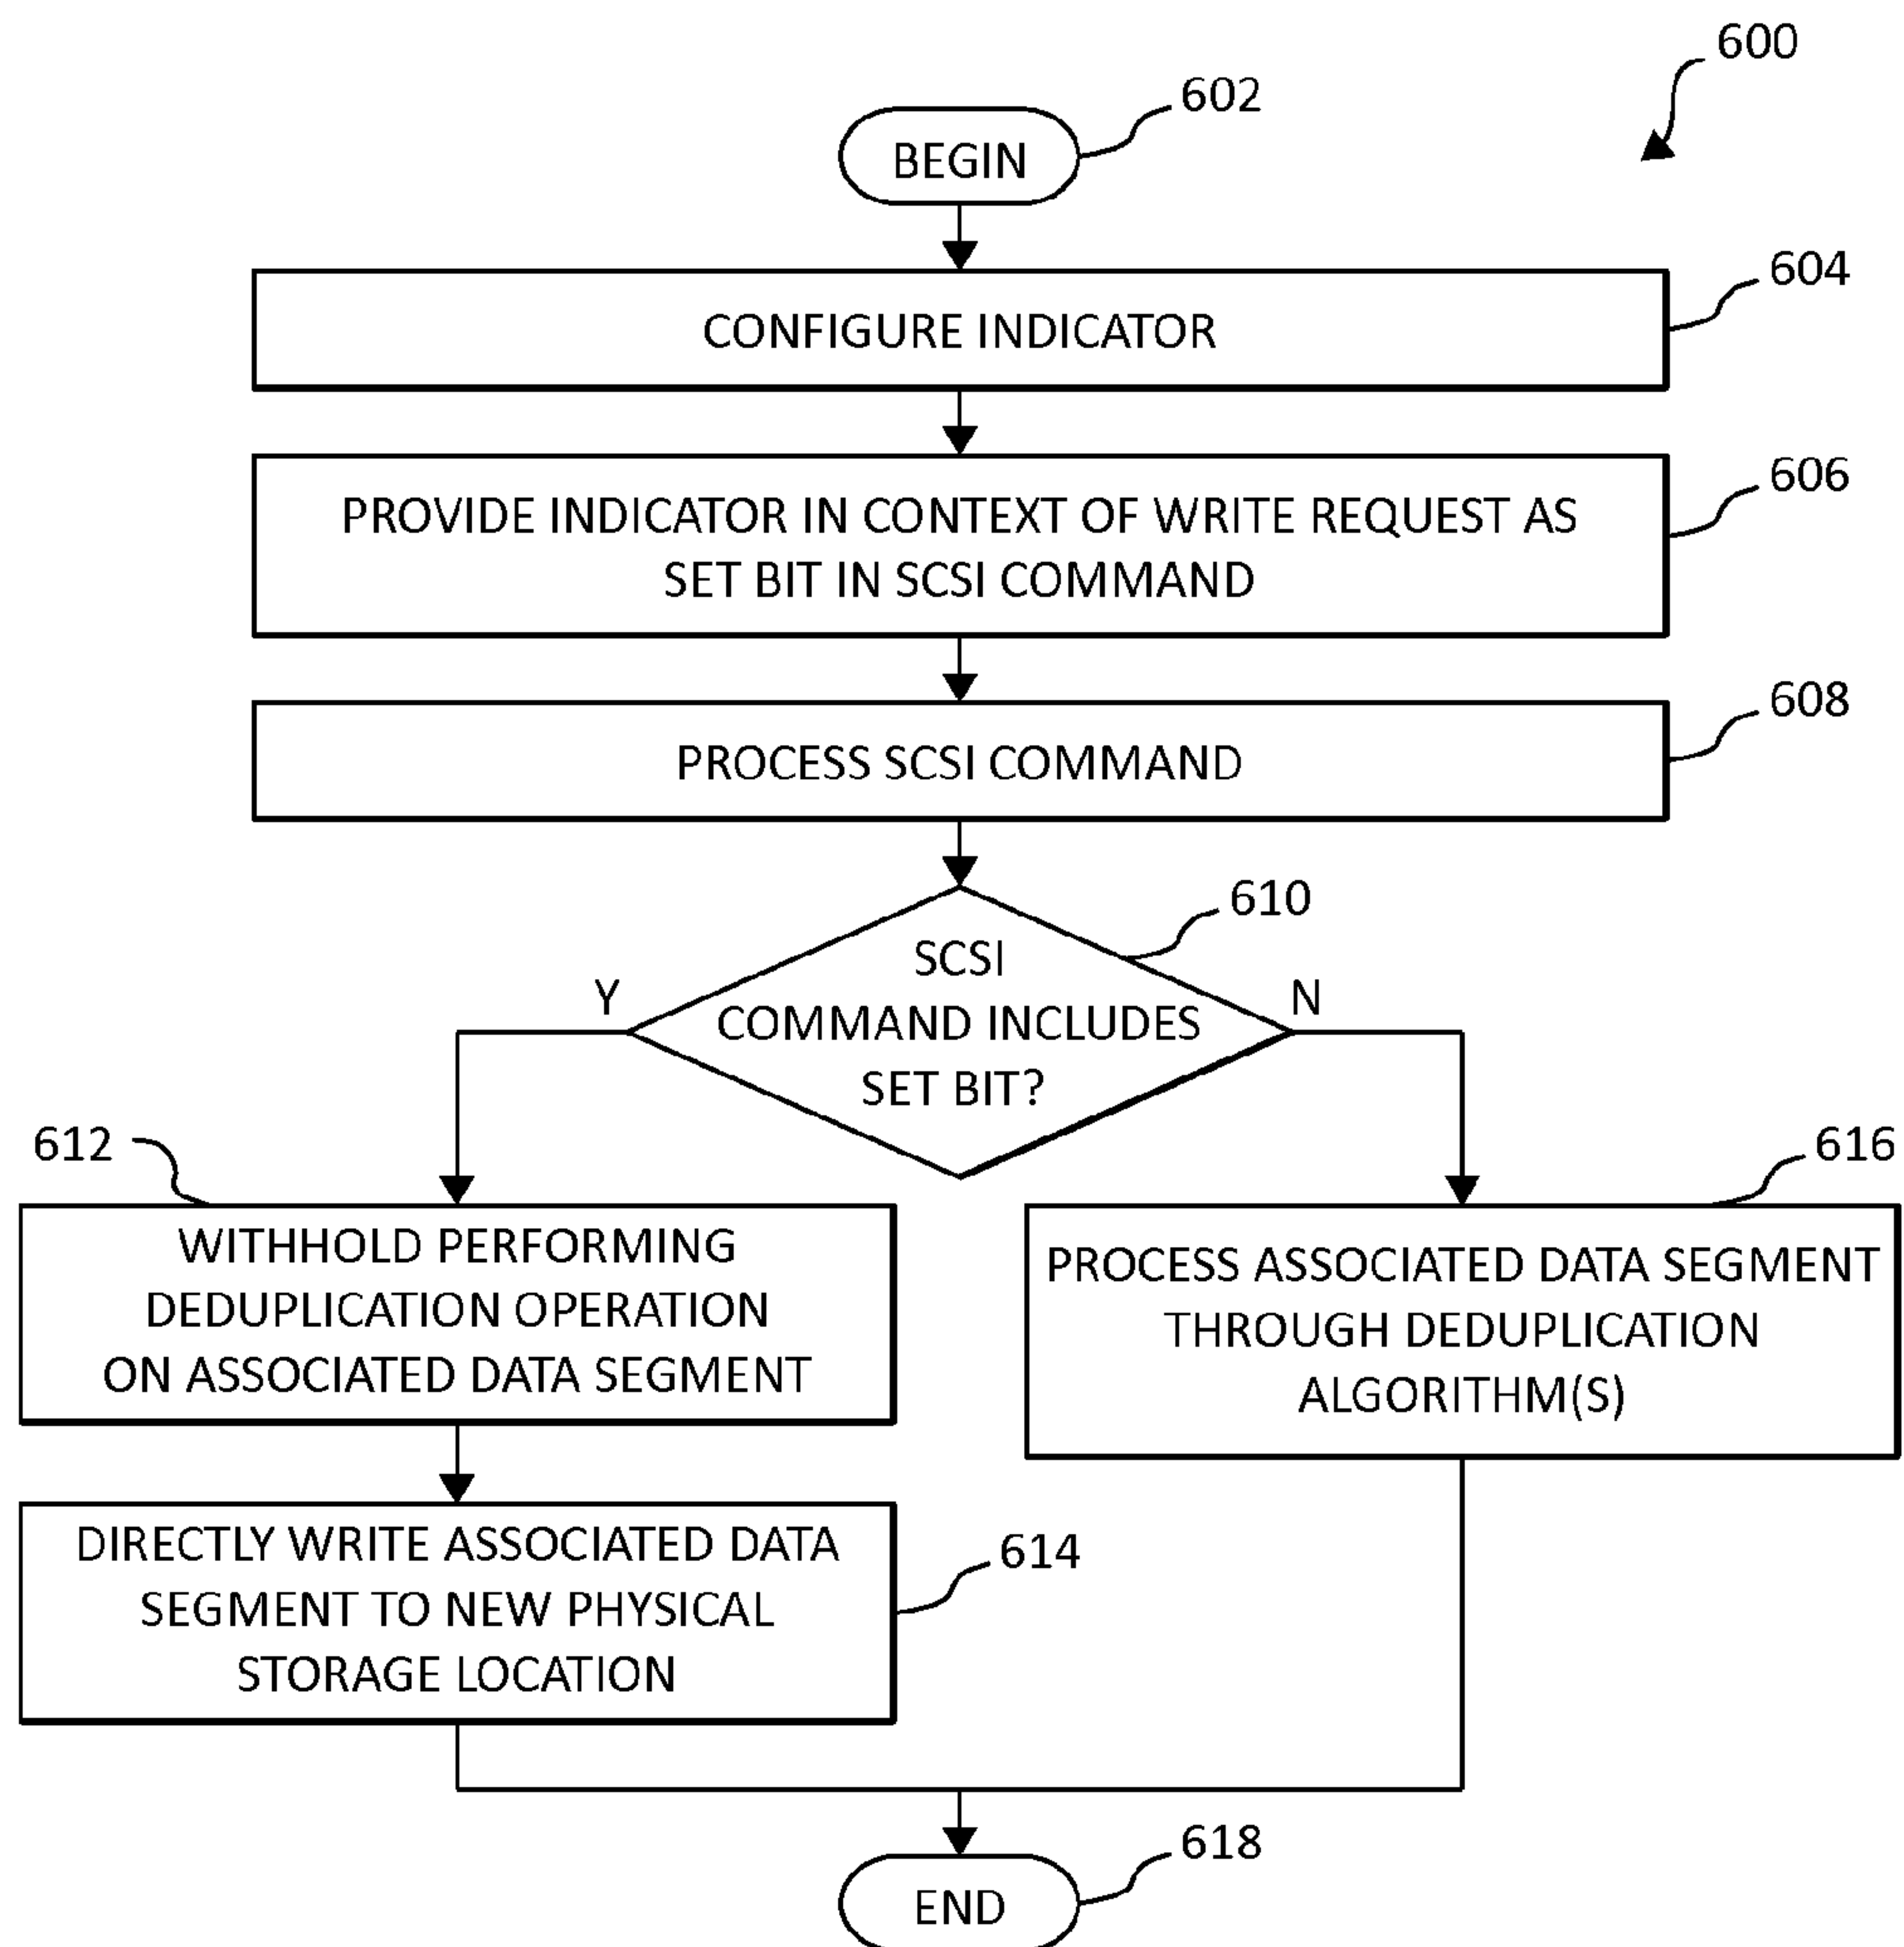 600
602
BEGIN
604
CONFIGURE INDICATOR
606
PROVIDE INDICATOR IN CONTEXT OF WRITE REQUEST AS
SET BIT IN SCSI COMMAND
608
PROCESS SCSI COMMAND
610
SCSI
COMMAND INCLUDES
SET BIT?
Y
N
612
WITHHOLD PERFORMING
DEDUPLICATION OPERATION
ON ASSOCIATED DATA SEGMENT
616
PROCESS ASSOCIATED DATA SEGMENT
THROUGH DEDUPLICATION
ALGORITHM(S)
DIRECTLY WRITE ASSOCIATED DATA
SEGMENT TO NEW PHYSICAL
STORAGE LOCATION
614
618
END